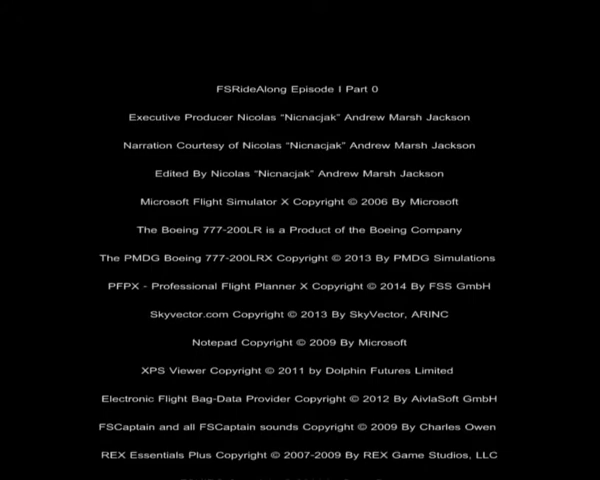 FSRideAlong Episode I Part 0
Executive Producer Nicolas “Nicnacjak” Andrew Marsh Jackson
Narration Courtesy of Nicolas “Nicnacjak” Andrew Marsh Jackson
Edited By Nicolas “Nicnacjak” Andrew Marsh Jackson
Microsoft Flight Simulator X Copyright © 2006 By Microsoft
The Boeing 777-200LR is a Product of the Boeing Company
The PMDG Boeing 777-200LRX Copyright © 2013 By PMDG Simulations
PFPX - Professional Flight Planner X Copyright © 2014 By FSS GmbH
Skyvector.com Copyright © 2013 By SkyVector, ARINC
Notepad Copyright © 2009 By Microsoft
XPS Viewer Copyright © 2011 by Dolphin Futures Limited
Electronic Flight Bag-Data Provider Copyright © 2012 By AivlaSoft GmbH
FSCaptain and all FSCaptain sounds Copyright © 2009 By Charles Owen
REX Essentials Plus Copyright © 2007-2009 By REX Game Studios, LLC